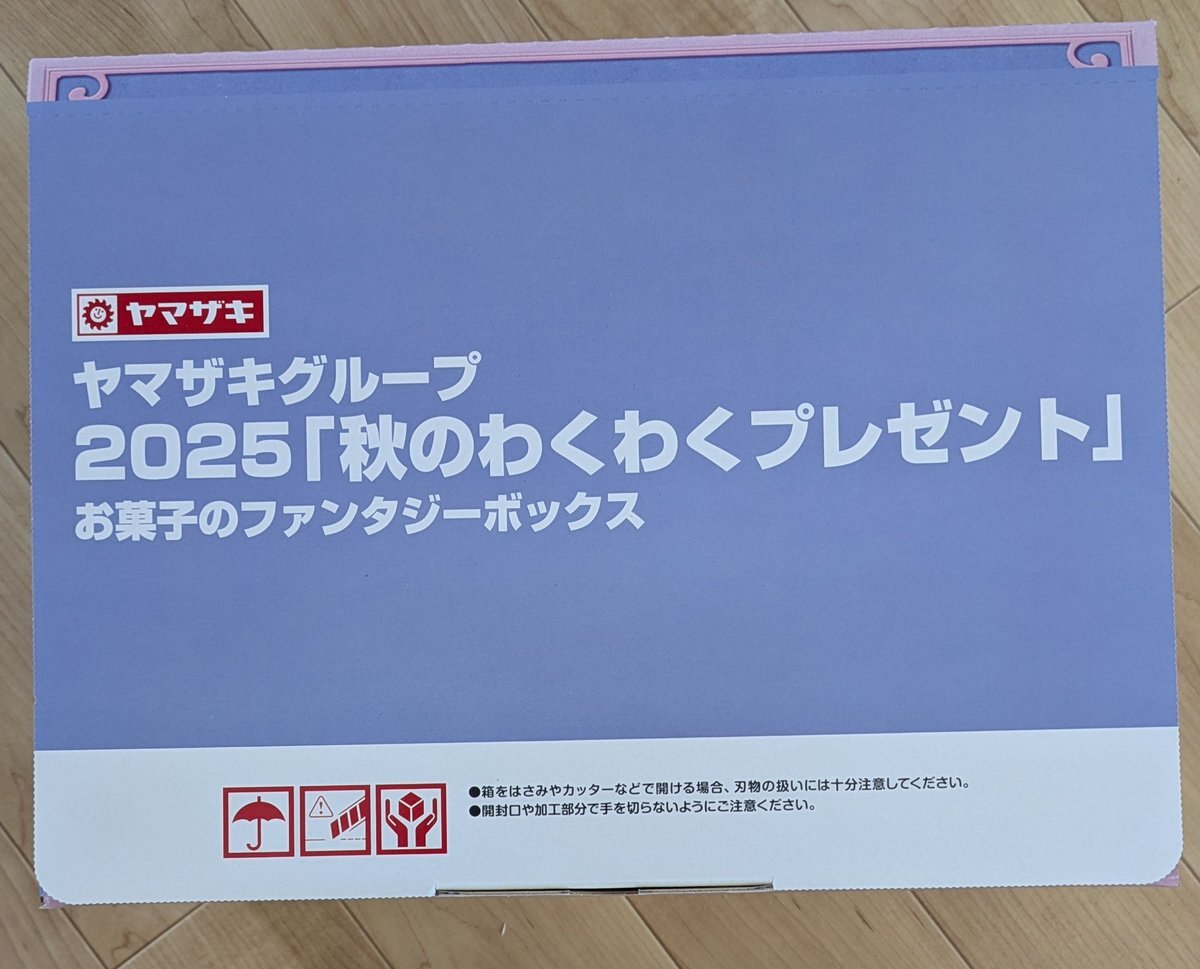 ヤマザキ
ヤマザキグループ
2025「秋のわくわくプレゼント」
お菓子のファンタジーボックス
●箱をはさみやカッターなどで開ける場合、刃物の扱いには十分注意してください。
●開封口や加工部分で手を切らないようにご注意ください。